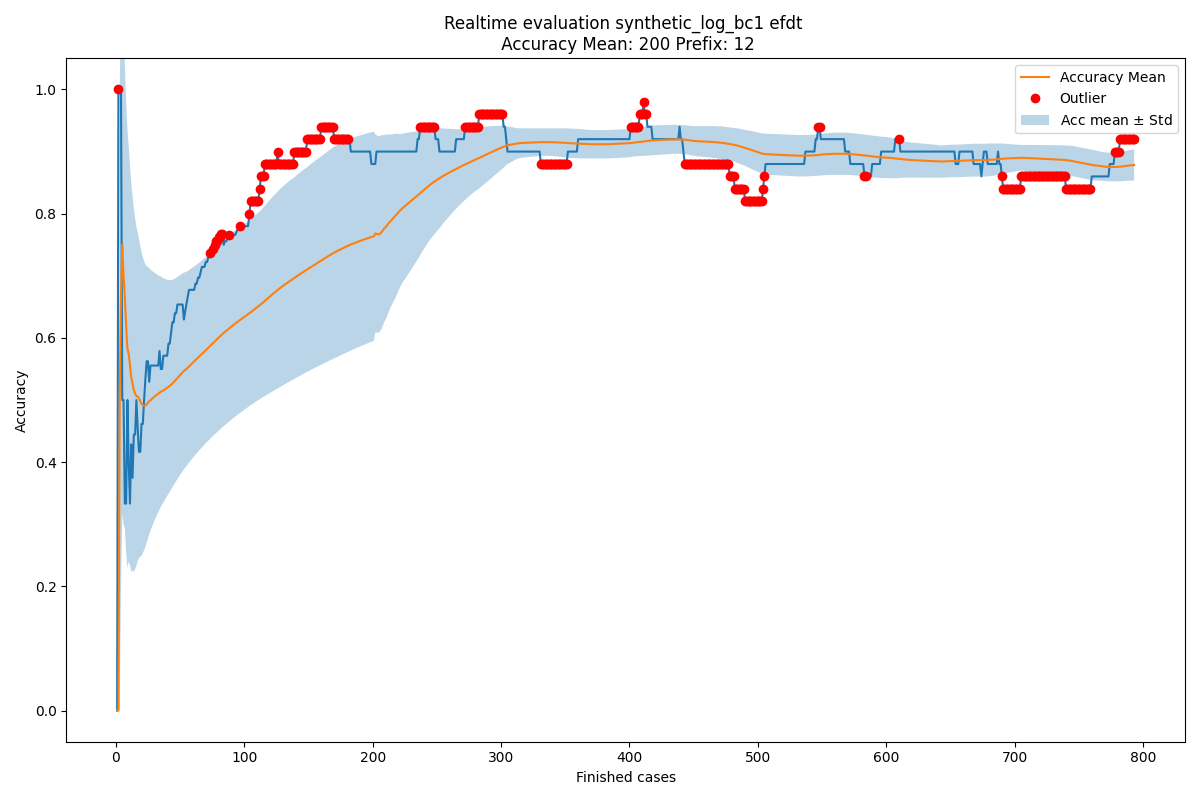 Realtime evaluation synthetic_log_bc1 efdt
Accuracy Mean: 200 Prefix: 12
Accuracy Mean
Outlier
Acc mean ± Std
1.0
0.8
0.6
0.4
0.2
0.0
Accuracy
0 100 200 300 400 500 600 700 800
Finished cases